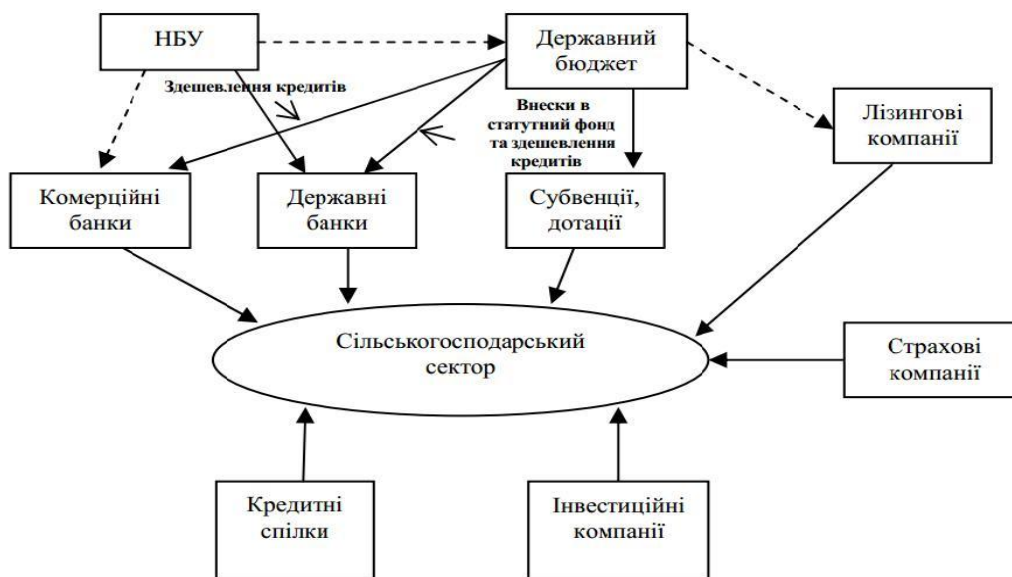 НБУ
Державний
бюджет
Здешевлення кредитів
Внески в
статутний фонд
та здешевлення
кредитів
Лізингові
компанії
Комерційні
банки
Державні
банки
Субвенції,
дотації
Сільськогосподарський
сектор
Страхові
компанії
Кредитні
спілки
Інвестиційні
компанії